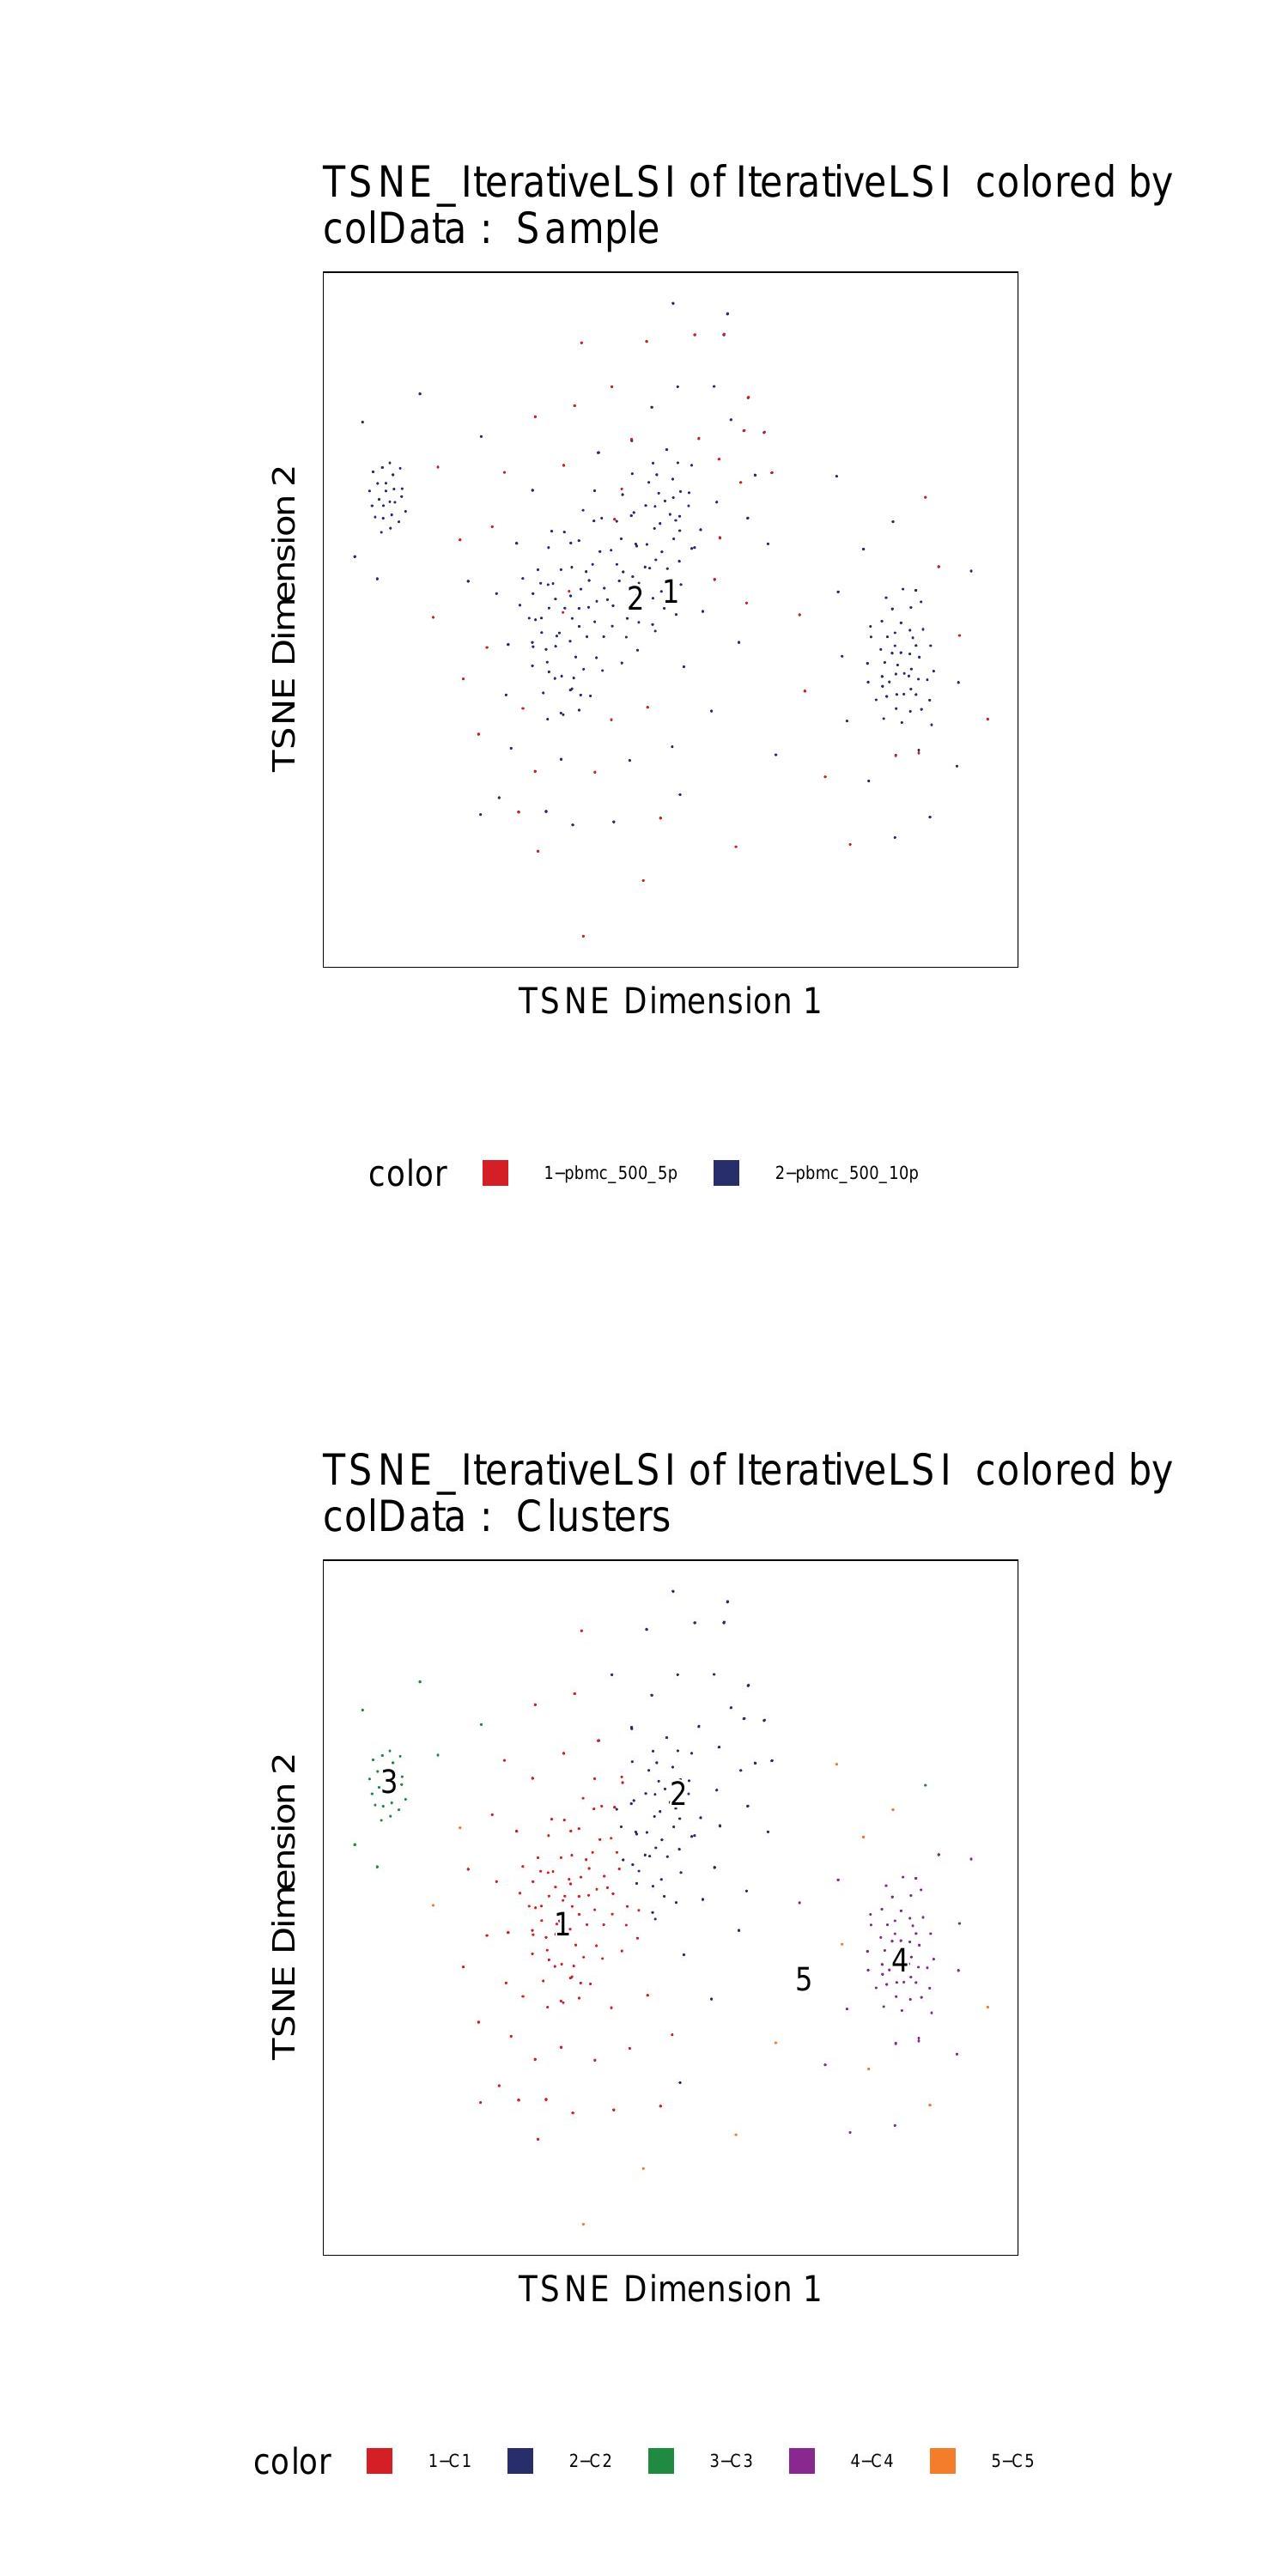 TSNE_IterativeLSI of IterativeLSI colored by
colData : Sample
TSNE Dimension 2
2 1
TSNE Dimension 1
color 1−pbmc_500_5p 2−pbmc_500_10p
TSNE_IterativeLSI of IterativeLSI colored by
colData : Clusters
TSNE Dimension 2
3
2
1
4
5
TSNE Dimension 1
color 1−C1 2−C2 3−C3 4−C4 5−C5